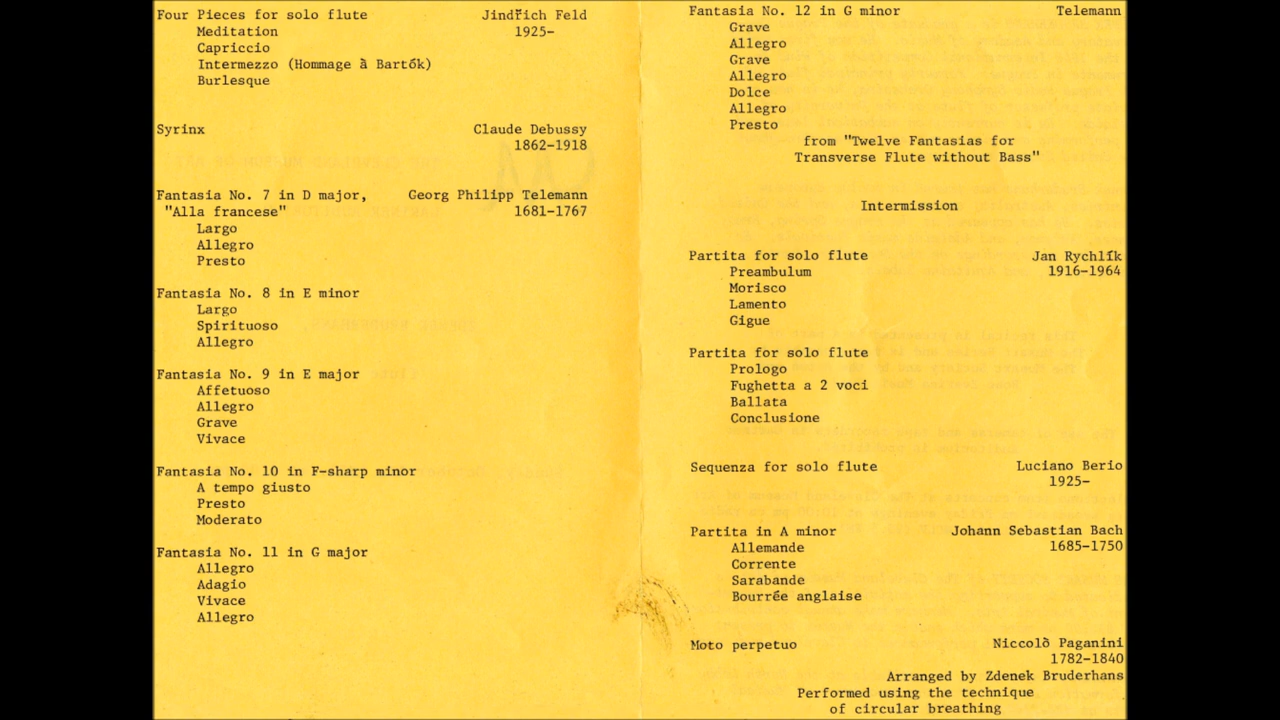 Four Pieces for solo flute Jindřich Feld
Meditation 1925-
Capriccio
Intermezzo (Hommage à Bartók)
Burlesque
Syrinx Claude Debussy
1862-1918
Fantasia No. 7 in D major, Georg Philipp Telemann
"Alla francese" 1681-1767
Largo
Allegro
Presto
Fantasia No. 8 in E minor
Largo
Spirituoso
Allegro
Fantasia No. 9 in E major
Affetuoso
Allegro
Grave
Vivace
Fantasia No. 10 in F-sharp minor
A tempo giusto
Presto
Moderato
Fantasia No. 11 in G major
Allegro
Adagio
Vivace
Allegro
Fantasia No. 12 in G minor Telemann
Grave
Allegro
Grave
Allegro
Dolce
Allegro
Presto
from "Twelve Fantasias for
Transverse Flute without Bass"
Intermission
Partita for solo flute Jan Rychlík
Preambulum 1916-1964
Morisco
Lamento
Gigue
Partita for solo flute
Prologo
Fughetta a 2 voci
Ballata
Conclusione
Sequenza for solo flute Luciano Berio
1925-
Partita in A minor Johann Sebastian Bach
Allemande 1685-1750
Corrente
Sarabande
Bourrée anglaise
Moto perpetuo Niccolò Paganini
1782-1840
Arranged by Zdenek Bruderhans
Performed using the technique
of circular breathing